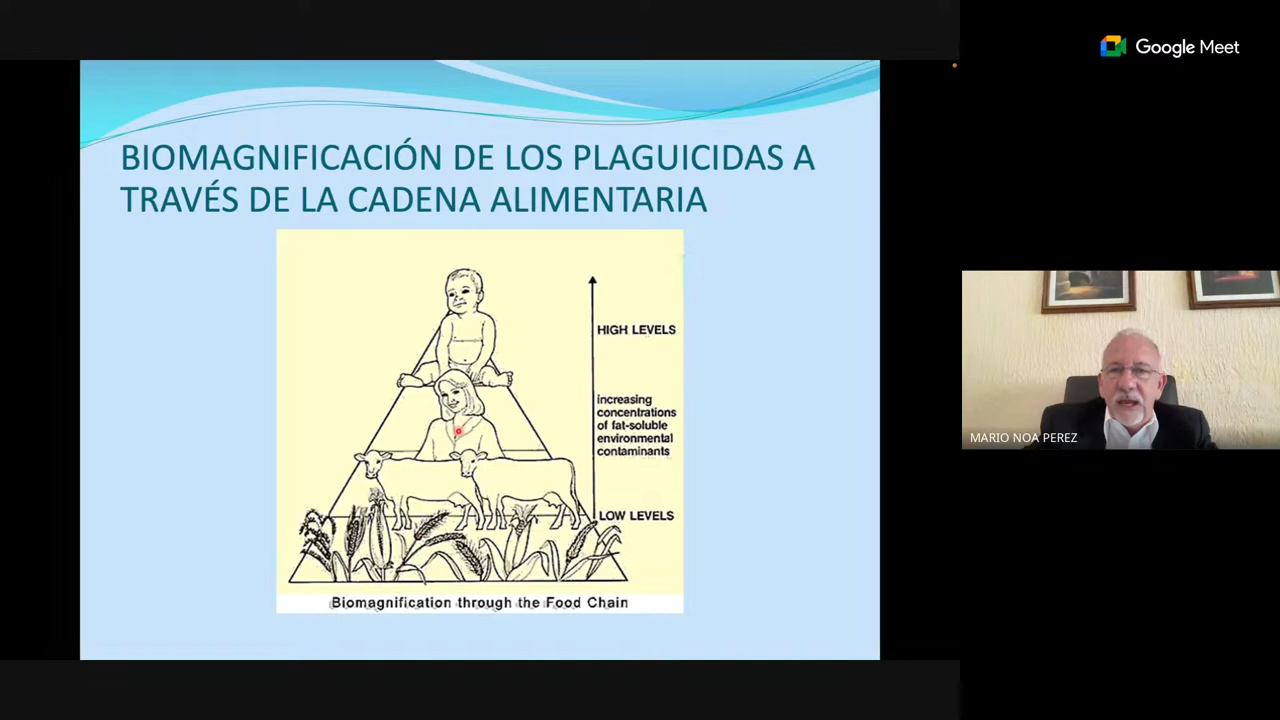 Google Meet
BIOMAGNIFICACIÓN DE LOS PLAGUICIDAS A
TRAVÉS DE LA CADENA ALIMENTARIA
HIGH LEVELS
increasing
concentrations
of fat-soluble
environmental
contaminants
LOW LEVELS
Biomagnification through the Food Chain
MARIO NOA PEREZ